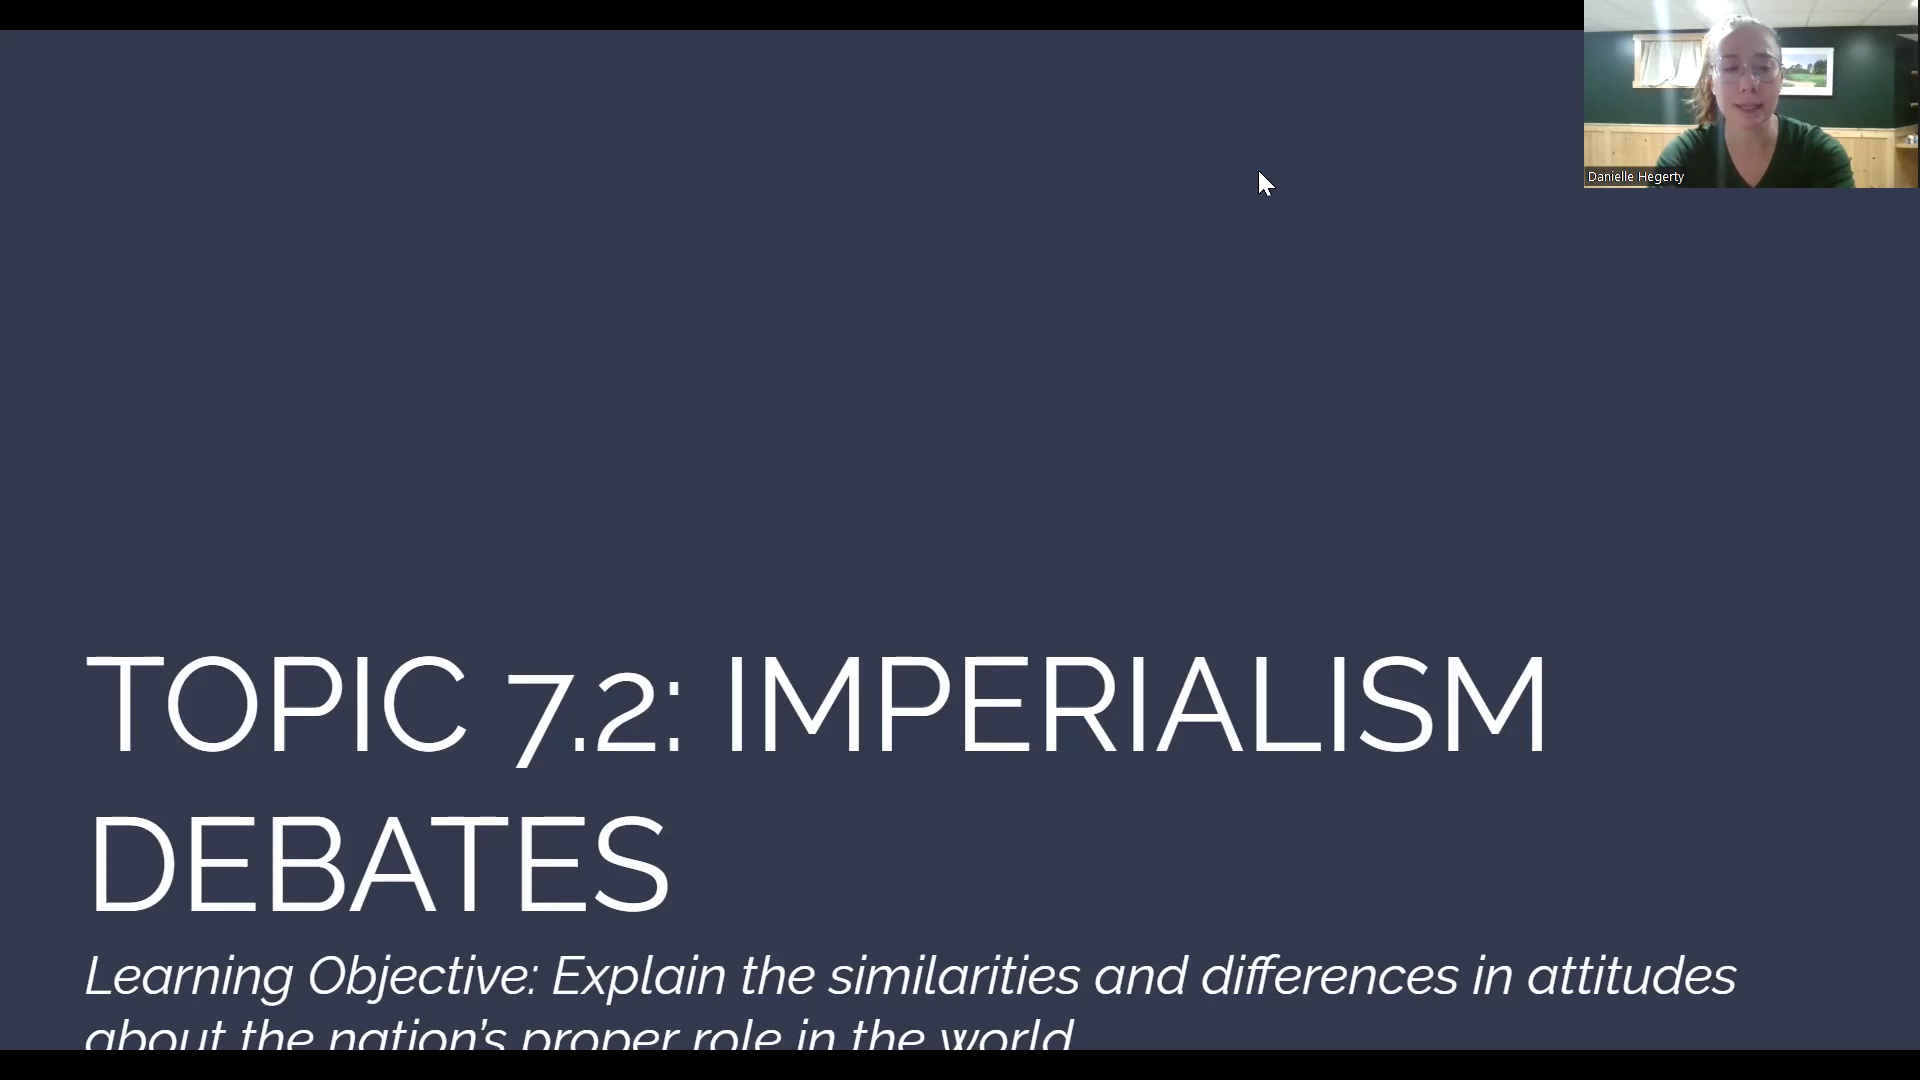 Danielle Hegerty
TOPIC 7.2: IMPERIALISM
DEBATES
Learning Objective: Explain the similarities and differences in attitudes
about the nation’s proper role in the world